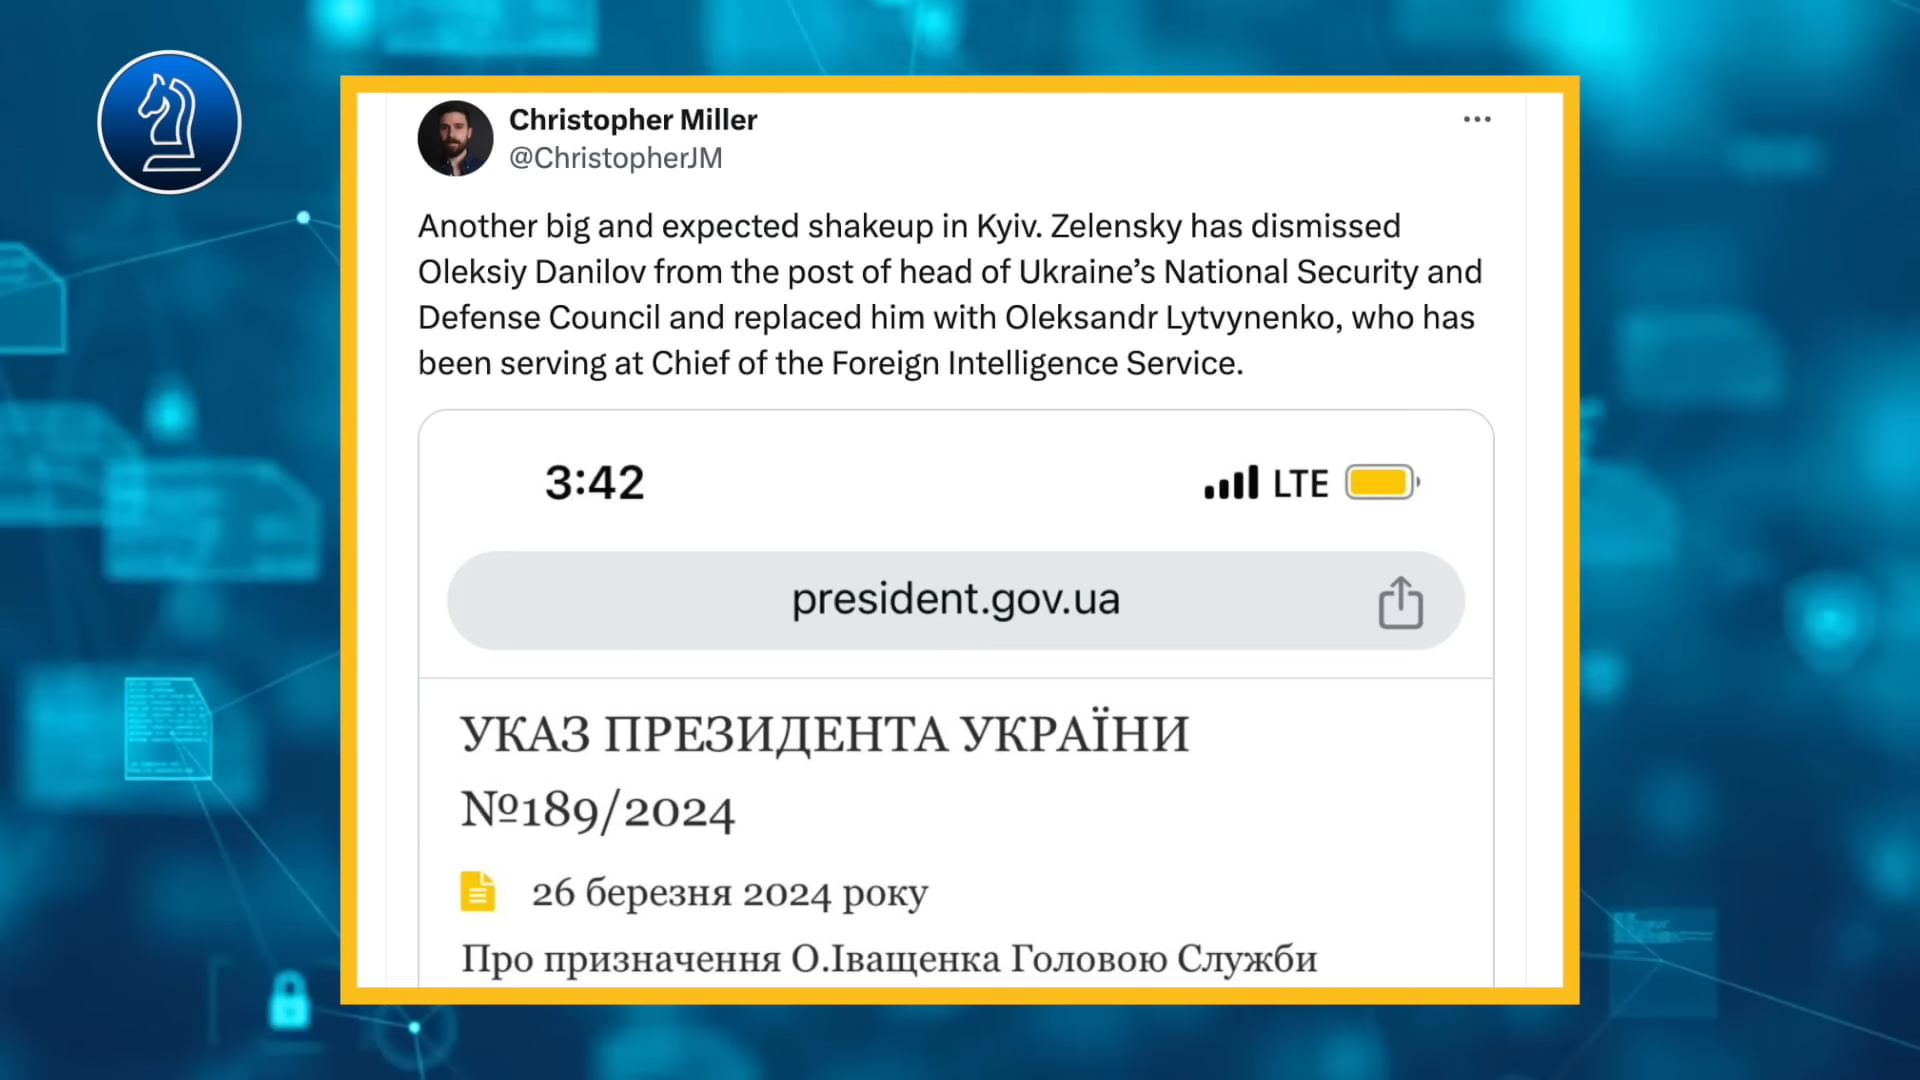 Christopher Miller
@ChristopherJM
Another big and expected shakeup in Kyiv. Zelensky has dismissed
Oleksiy Danilov from the post of head of Ukraine’s National Security and
Defense Council and replaced him with Oleksandr Lytvynenko, who has
been serving at Chief of the Foreign Intelligence Service.
3:42 LTE
president.gov.ua
УКАЗ ПРЕЗИДЕНТА УКРАЇНИ
№189/2024
26 березня 2024 року
Про призначення О.Іващенка Головою Служби